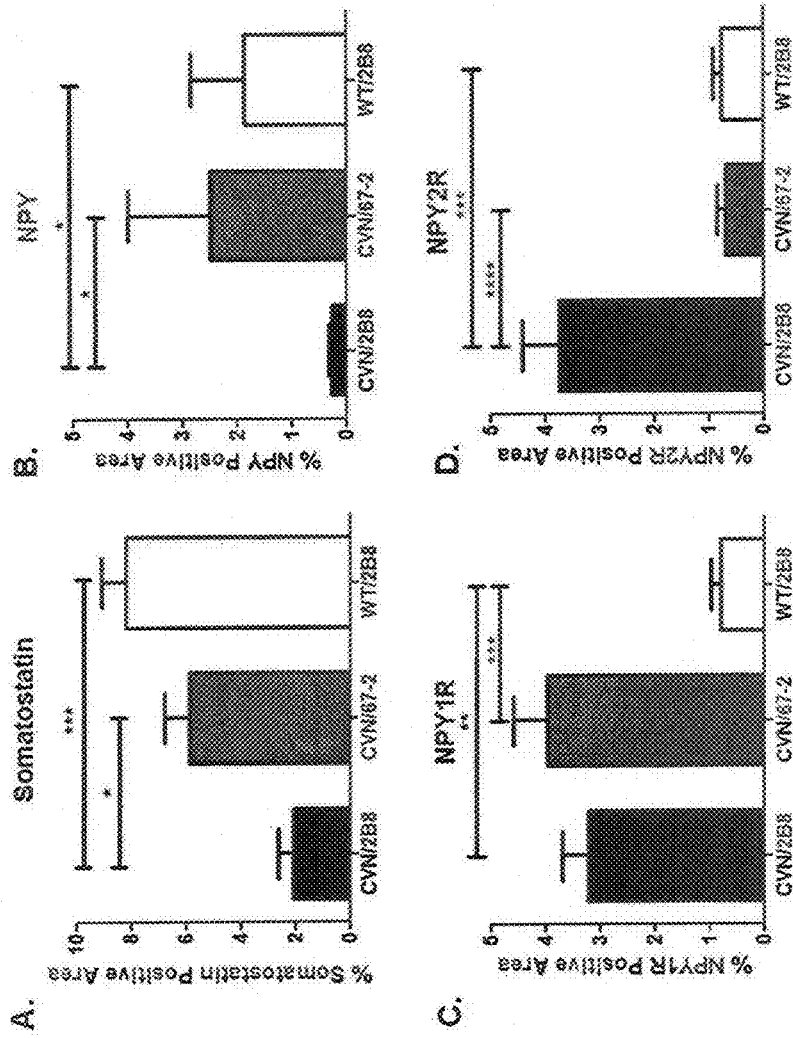 A.
Somatostatin
***
*
% Somatostatin Positive Area
10
8
6
4
2
0
CVN/2B8
CVN/67-2
WT/2B8
B.
NPY
*
*
% NPY Positive Area
5
4
3
2
1
0
CVN/2B8
CVN/67-2
WT/2B8
C.
NPY1R
**
***
% NPY1R Positive Area
5
4
3
2
1
0
CVN/2B8
CVN/67-2
WT/2B8
D.
NPY2R
***
****
% NPY2R Positive Area
5
4
3
2
1
0
CVN/2B8
CVN/67-2
WT/2B8